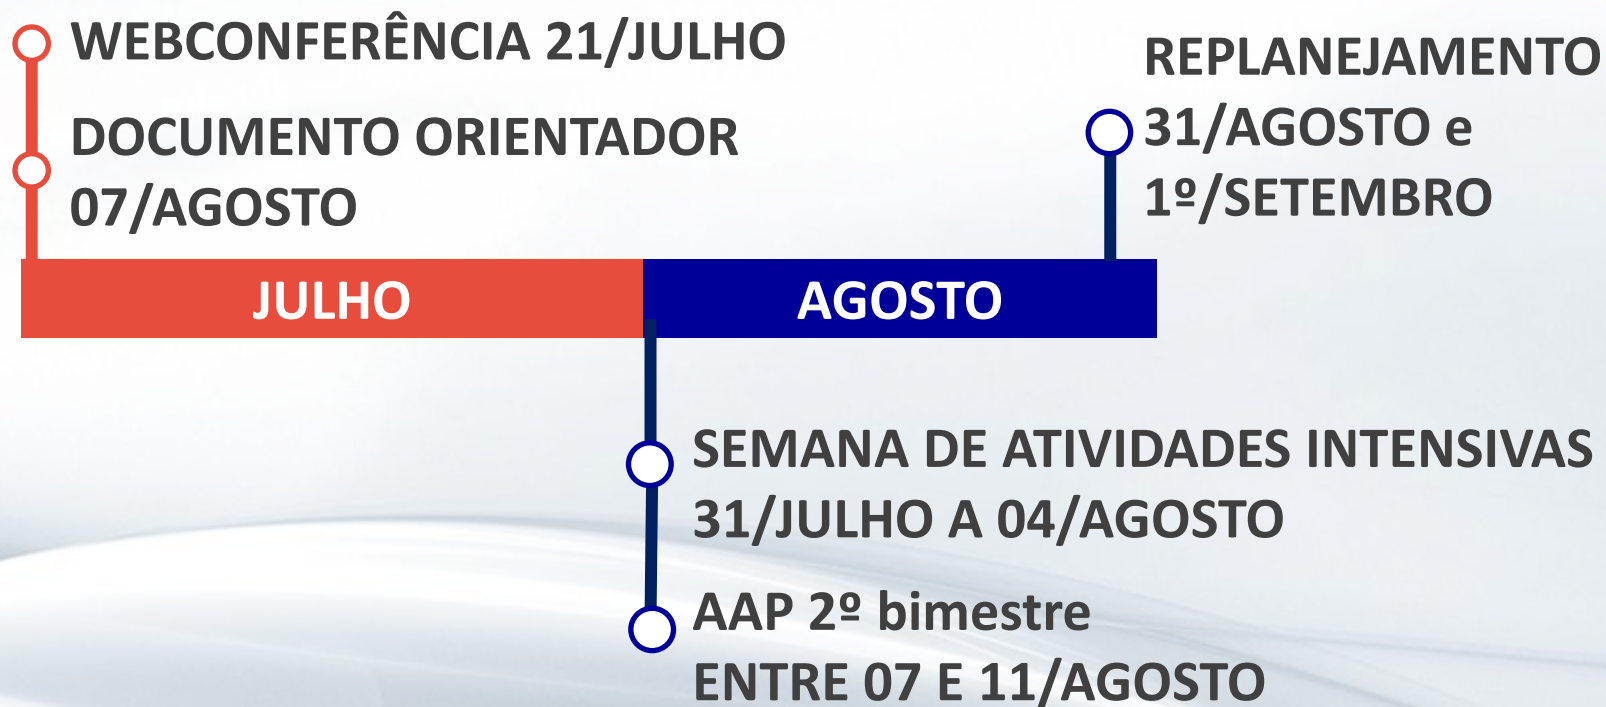 WEBCONFERÊNCIA 21/JULHO
DOCUMENTO ORIENTADOR
07/AGOSTO
REPLANEJAMENTO
31/AGOSTO e
1º/SETEMBRO
JULHO
AGOSTO
SEMANA DE ATIVIDADES INTENSIVAS
31/JULHO A 04/AGOSTO
AAP 2º bimestre
ENTRE 07 E 11/AGOSTO